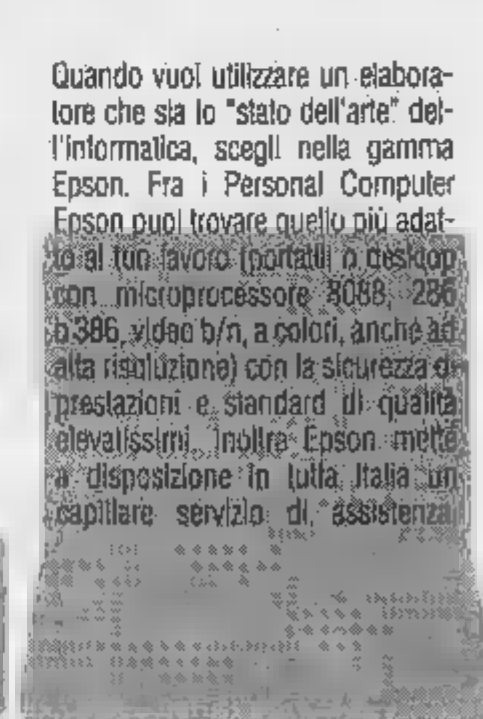 Quando vuoi utilizzare un elabora-
tore che sia lo "stato dell'arte" del-
l'informatica, scegli nella gamma
Epson. Fra i Personal Computer
Epson puoi trovare quello più adat-
to al tuo lavoro (portatili o desktop
con microprocessore 8088, 286
o 386, video b/n, a colori, anche ad
alta risoluzione) con la sicurezza di
prestazioni e standard di qualità
elevatissimi. Inoltre Epson mette
a disposizione in tutta Italia un
capillare servizio di assistenza